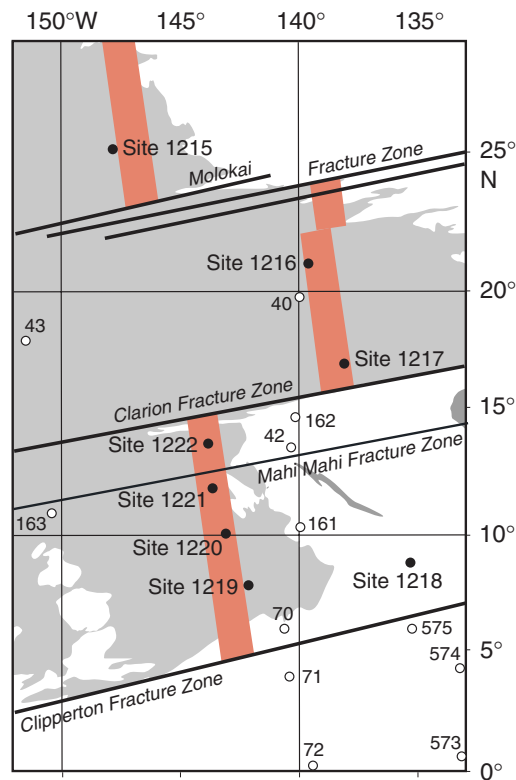 150°W 145° 140° 135°
25°
N
Fracture Zone
Site 1215
Molokai
Site 1216
20°
40
43
Site 1217
Clarion Fracture Zone
15°
162
Site 1222
42
Mahi Mahi Fracture Zone
Site 1221
163
161
10°
Site 1220
Site 1218
Site 1219
70
575
5°
574
71
Clipperton Fracture Zone
573
72
0°